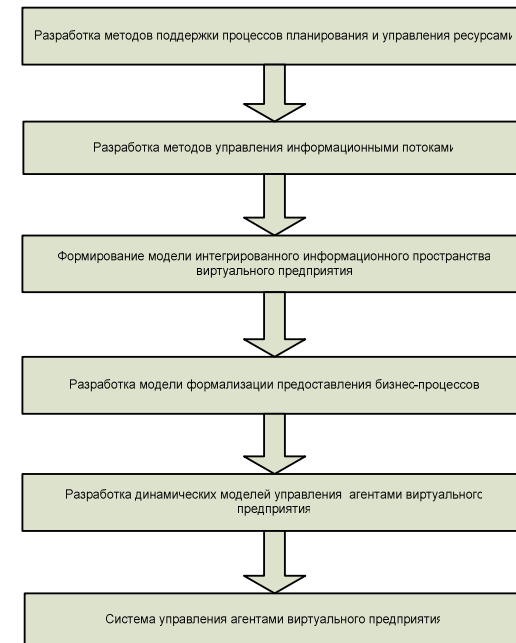 Разработка методов поддержки процессов планирования и управления ресурсами
Разработка методов управления информационными потоками
Формирование модели интегрированного информационного пространства
виртуального предприятия
Разработка модели формализации предоставления бизнес-процессов
Разработка динамических моделей управления агентами виртуального
предприятия
Система управления агентами виртуального предприятия